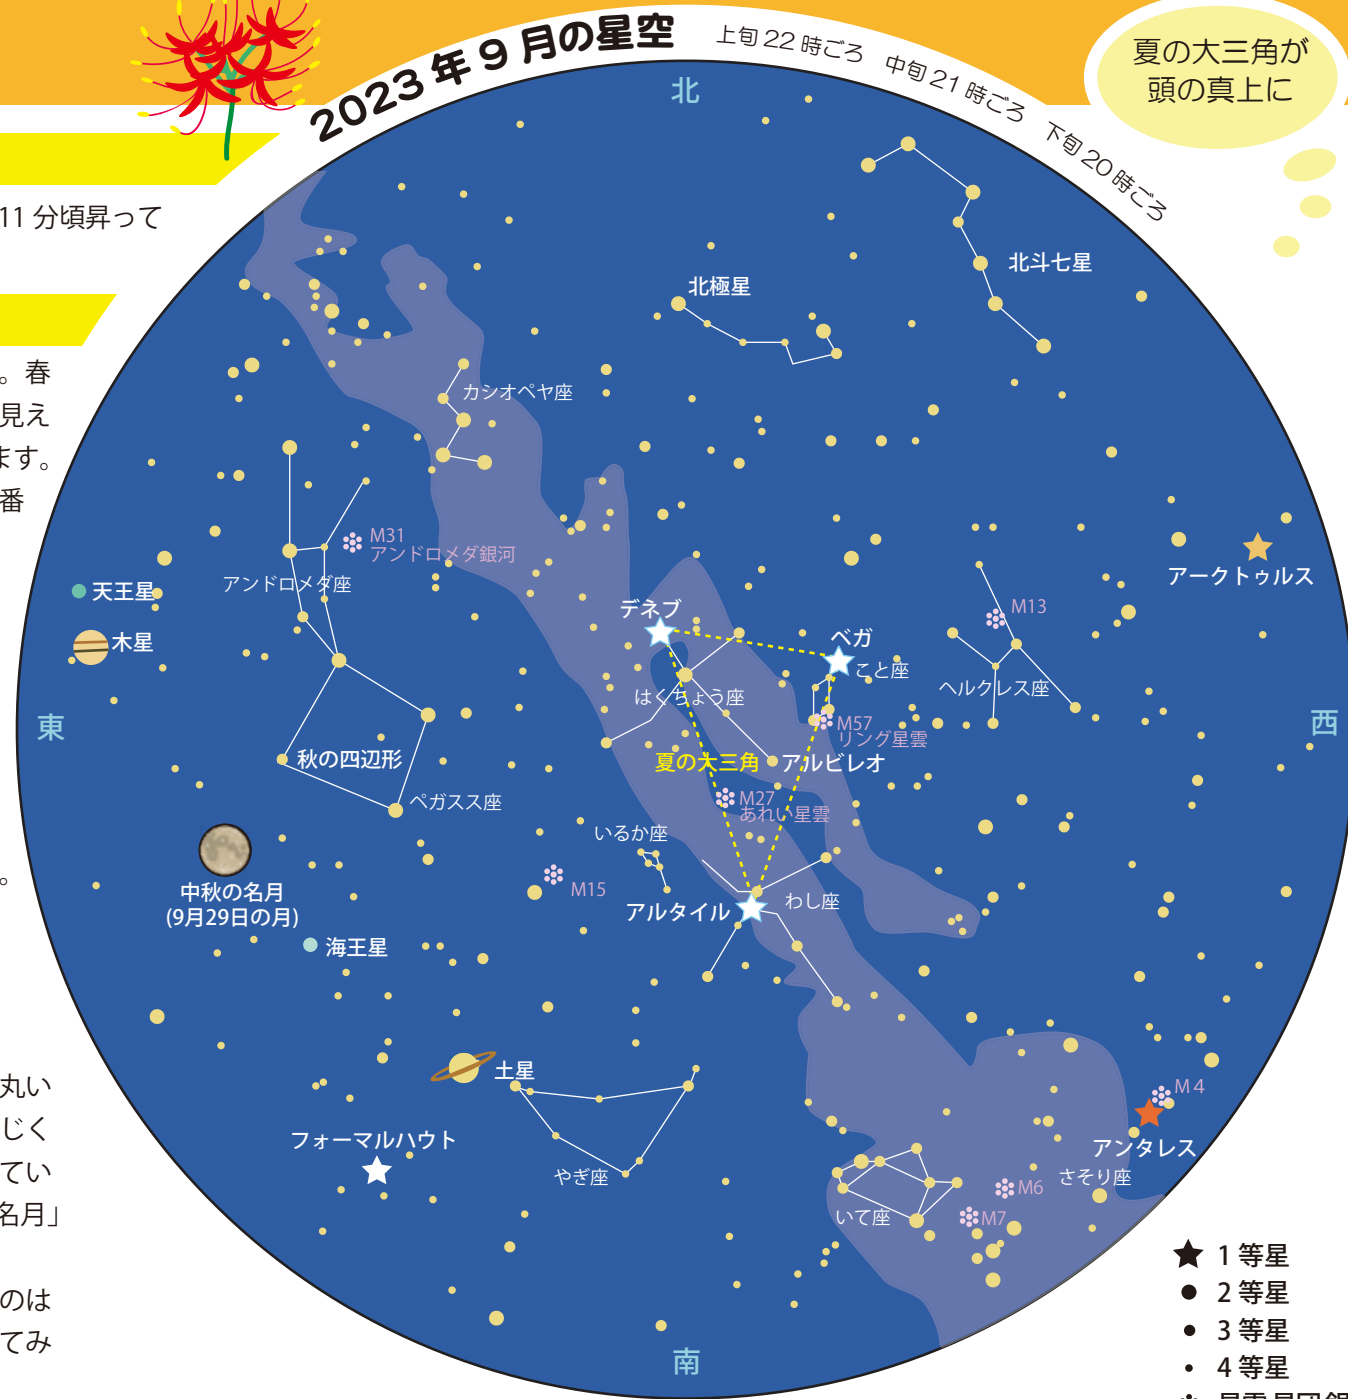 2023年9月の星空
上旬22時ごろ 中旬21時ごろ 下旬20時ごろ
夏の大三角が
頭の真上に
11分頃昇って
。春
見え
ます。
番
。
丸い
じく
てい
名月」
のは
てみ
北
北斗七星
北極星
カシオペヤ座
M31
アンドロメダ銀河
アンドロメダ座
天王星
木星
東
秋の四辺形
ペガスス座
中秋の名月
(9月29日の月)
海王星
土星
フォーマルハウト
やぎ座
デネブ
ベガ
こと座
はくちょう座
M57
リング星雲
夏の大三角
アルビレオ
M27
あれい星雲
いるか座
M15
アルタイル
わし座
アークトゥルス
M13
ヘルクレス座
西
M4
アンタレス
さそり座
M6
M7
いて座
南
1等星
2等星
3等星
4等星